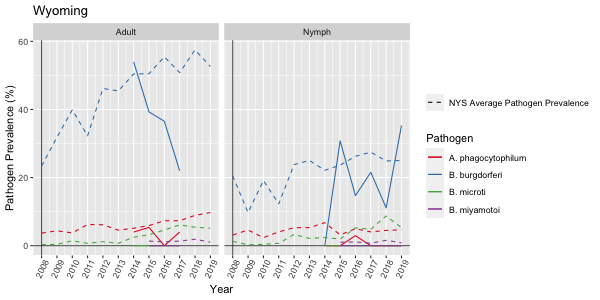 Wyoming
Adult
Nymph
60
40
20
0
Pathogen Prevalence (%)
2008 2009 2010 2011 2012 2013 2014 2015 2016 2017 2018 2019
2008 2009 2010 2011 2012 2013 2014 2015 2016 2017 2018 2019
Year
NYS Average Pathogen Prevalence
Pathogen
A. phagocytophilum
B. burgdorferi
B. microti
B. miyamotoi